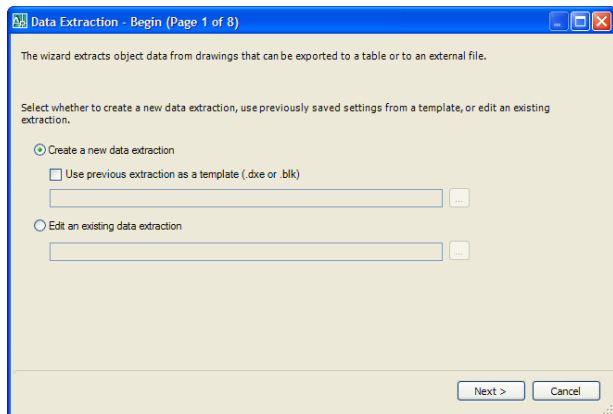 Data Extraction - Begin (Page 1 of 8)
The wizard extracts object data from drawings that can be exported to a table or to an external file.
Select whether to create a new data extraction, use previously saved settings from a template, or edit an existing
extraction.
Create a new data extraction
Use previous extraction as a template (.dxe or .blk)
...
Edit an existing data extraction
...
Next >
Cancel